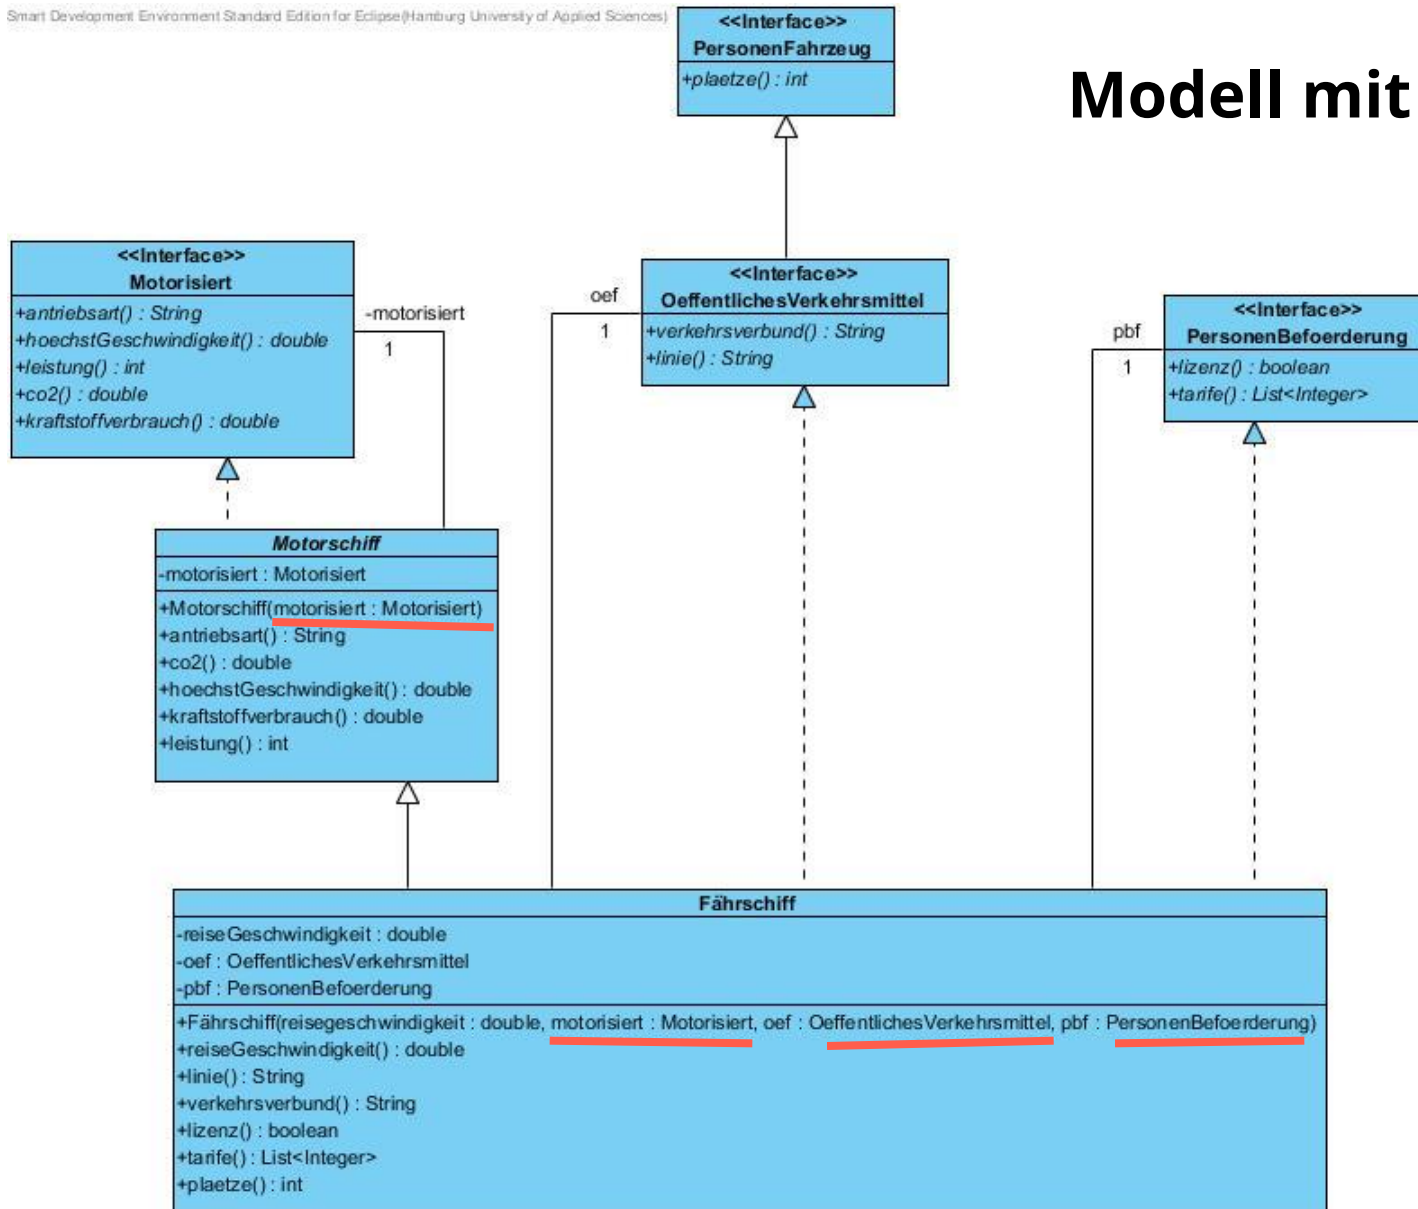 Smart Development Environment Standard Edition for Eclipse(Hamburg University of Applied Sciences)
<<Interface>>
PersonenFahrzeug
+plaetze() : int
Modell mit
<<Interface>>
Motorisiert
+antriebsart() : String
+hoechstGeschwindigkeit() : double
+leistung() : int
+co2() : double
+kraftstoffverbrauch() : double
-motorisiert
1
oef
1
<<Interface>>
OeffentlichesVerkehrsmittel
+verkehrsverbund() : String
+linie() : String
pbf
1
<<Interface>>
PersonenBefoerderung
+lizenz() : boolean
+tarife() : List<Integer>
Motorschiff
-motorisiert : Motorisiert
+Motorschiff(motorisiert : Motorisiert)
+antriebsart() : String
+co2() : double
+hoechstGeschwindigkeit() : double
+kraftstoffverbrauch() : double
+leistung() : int
Fährschiff
-reiseGeschwindigkeit : double
-oef : OeffentlichesVerkehrsmittel
-pbf : PersonenBefoerderung
+Fährschiff(reisegeschwindigkeit : double, motorisiert : Motorisiert, oef : OeffentlichesVerkehrsmittel, pbf : PersonenBefoerderung)
+reiseGeschwindigkeit() : double
+linie() : String
+verkehrsverbund() : String
+lizenz() : boolean
+tarife() : List<Integer>
+plaetze() : int